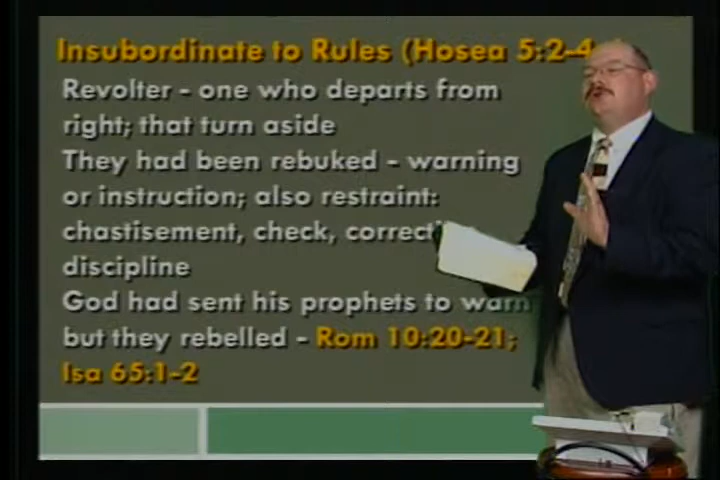 Insubordinate to Rules (Hosea 5:2-4
Revolter - one who departs from
right; that turn aside
They had been rebuked - warning
or instruction; also restraint:
chastisement, check,
discipline
God had sent his prophets to warn
but they rebelled - Rom 10:20-21;
Isa 65:1-2